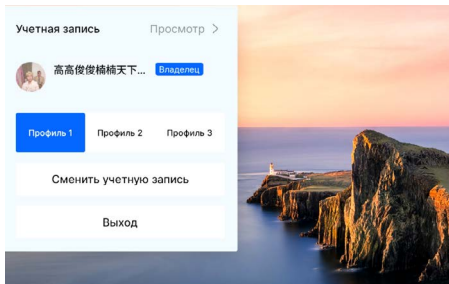 Учетная запись Просмотр >
高高俊俊楠楠天下... Владелец
Профиль 1 Профиль 2 Профиль 3
Сменить учетную запись
Выход